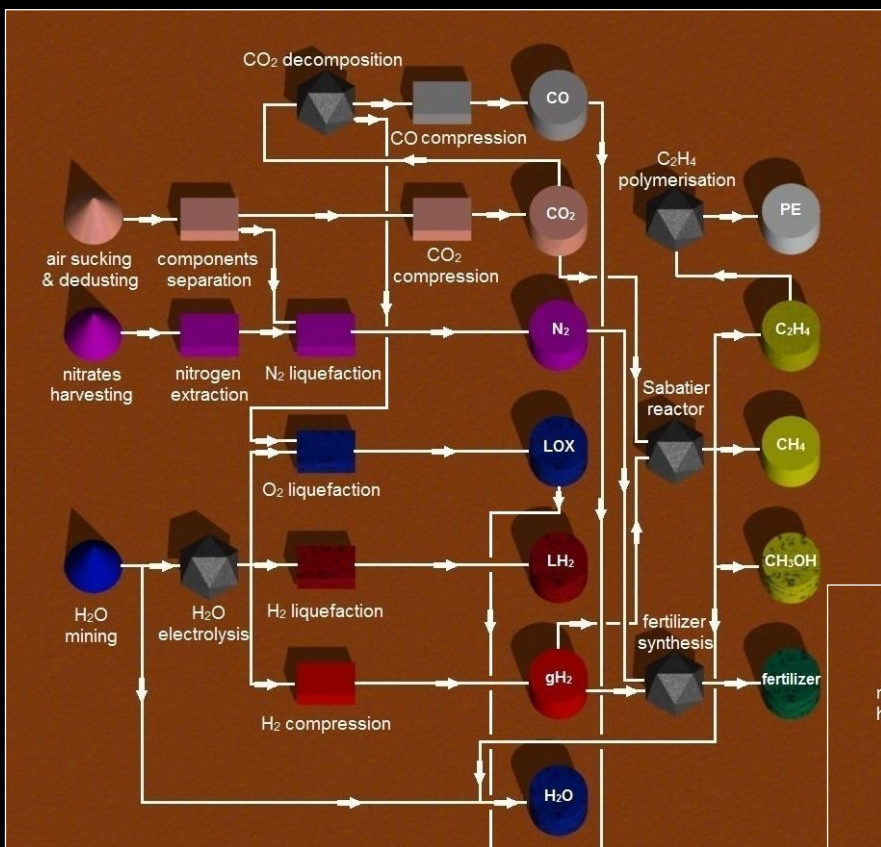 CO₂ decomposition
CO
CO compression
C₂H₄
polymerisation
PE
CO₂
air sucking
& dedusting
components
separation
CO₂
compression
N₂
C₂H₄
nitrates
harvesting
nitrogen
extraction
N₂ liquefaction
Sabatier
reactor
LOX
CH₄
O₂ liquefaction
LH₂
CH₃OH
H₂O
mining
H₂O
electrolysis
H₂ liquefaction
fertilizer
synthesis
gH₂
fertilizer
H₂ compression
H₂O